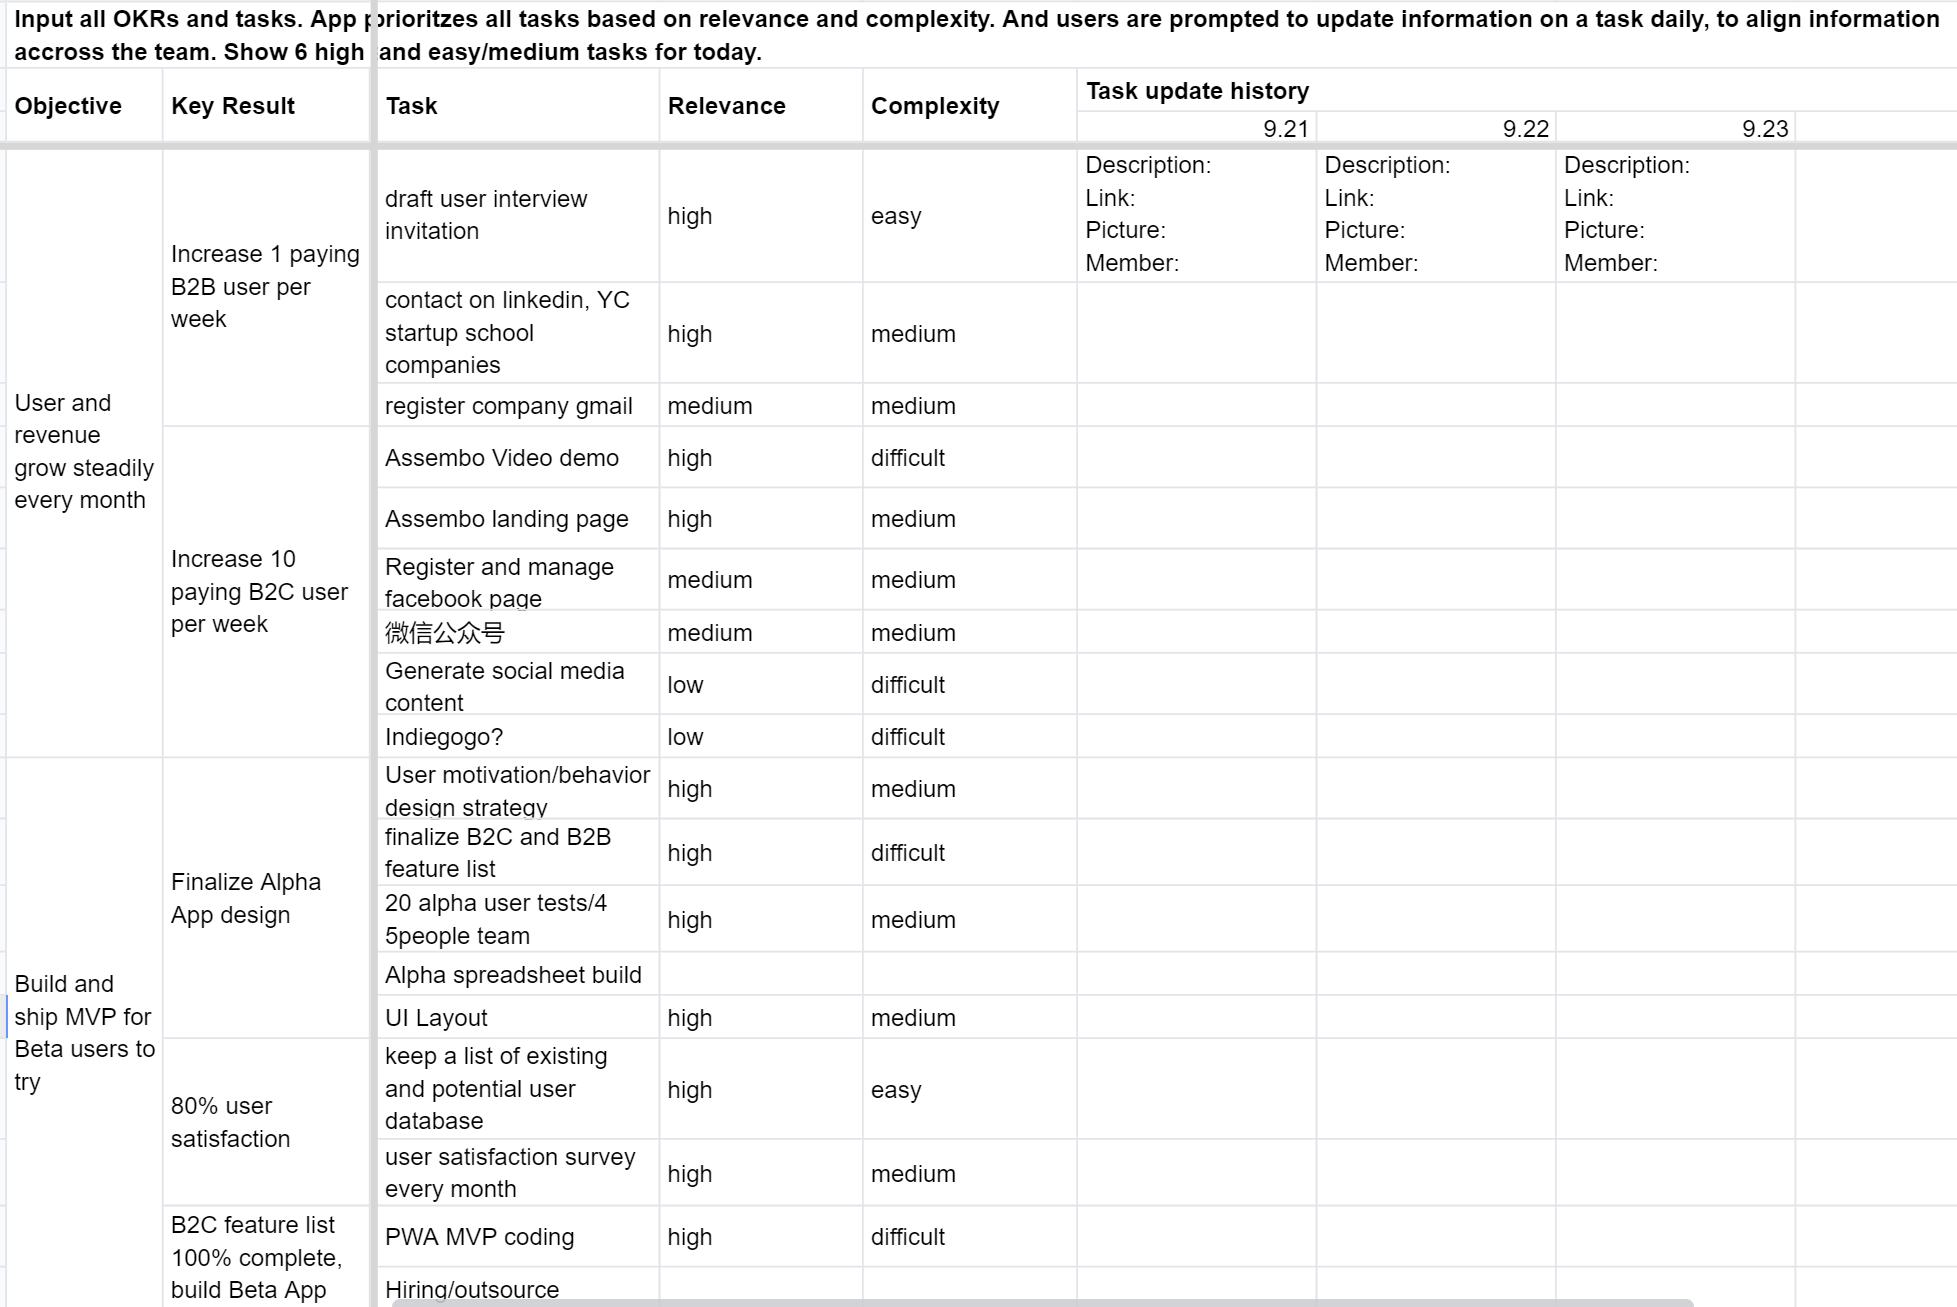 Input all OKRs and tasks. App prioritzes all tasks based on relevance and complexity. And users are prompted to update information on a task daily, to align information
accross the team. Show 6 high and easy/medium tasks for today.
Objective
Key Result
Task
Relevance
Complexity
Task update history
9.21
9.22
9.23
User and
revenue
grow steadily
every month
Increase 1 paying
B2B user per
week
draft user interview
invitation
high
easy
Description:
Link:
Picture:
Member:
Description:
Link:
Picture:
Member:
Description:
Link:
Picture:
Member:
contact on linkedin, YC
startup school
companies
high
medium
register company gmail
medium
medium
Increase 10
paying B2C user
per week
Assembo Video demo
high
difficult
Assembo landing page
high
medium
Register and manage
facebook page
medium
medium
微信公众号
medium
medium
Generate social media
content
low
difficult
Indiegogo?
low
difficult
Build and
ship MVP for
Beta users to
try
Finalize Alpha
App design
User motivation/behavior
design strategy
high
medium
finalize B2C and B2B
feature list
high
difficult
20 alpha user tests/4
5people team
high
medium
Alpha spreadsheet build
UI Layout
high
medium
80% user
satisfaction
keep a list of existing
and potential user
database
high
easy
user satisfaction survey
every month
high
medium
B2C feature list
100% complete,
build Beta App
PWA MVP coding
high
difficult
Hiring/outsource